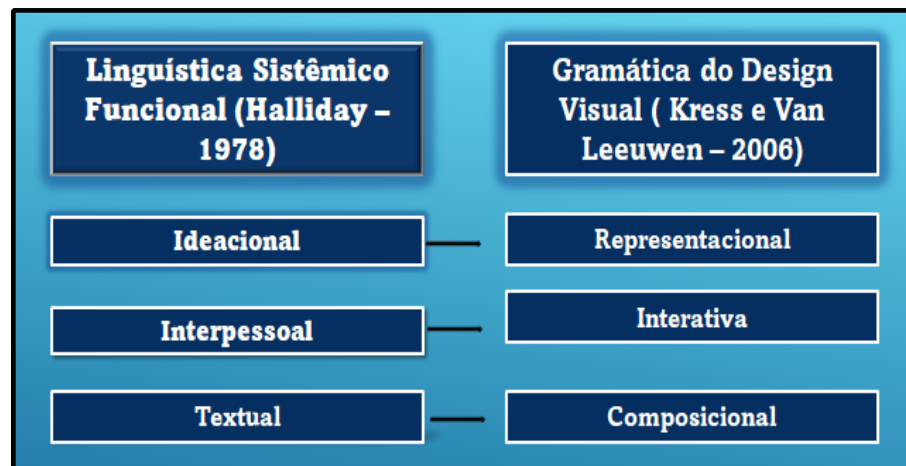 Linguística Sistêmico
Funcional (Halliday –
1978)
Gramática do Design
Visual ( Kress e Van
Leeuwen – 2006)
Ideacional
Representacional
Interpessoal
Interativa
Textual
Composicional